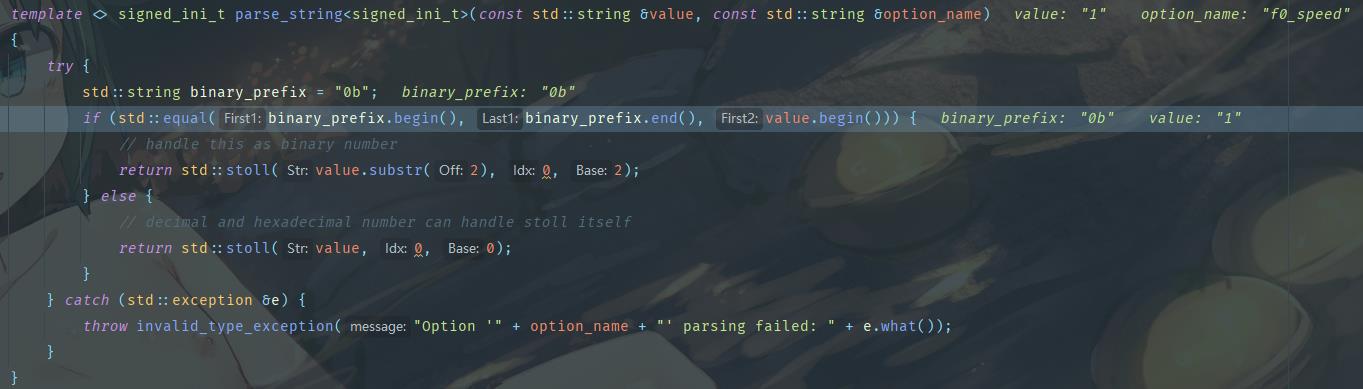 template <> signed_ini_t parse_string<signed_ini_t>(const std::string &value, const std::string &option_name)   value: "1"    option_name: "f0_speed"
{
    try {
        std::string binary_prefix = "0b";   binary_prefix: "0b"
        if (std::equal( First1: binary_prefix.begin(),  Last1: binary_prefix.end(),  First2: value.begin())) {   binary_prefix: "0b"    value: "1"
            // handle this as binary number
            return std::stoll( Str: value.substr( Off: 2),  Idx: 0,  Base: 2);
        } else {
            // decimal and hexadecimal number can handle stoll itself
            return std::stoll( Str: value,  Idx: 0,  Base: 0);
        }
    } catch (std::exception &e) {
        throw invalid_type_exception( message: "Option '" + option_name + "' parsing failed: " + e.what());
    }
}